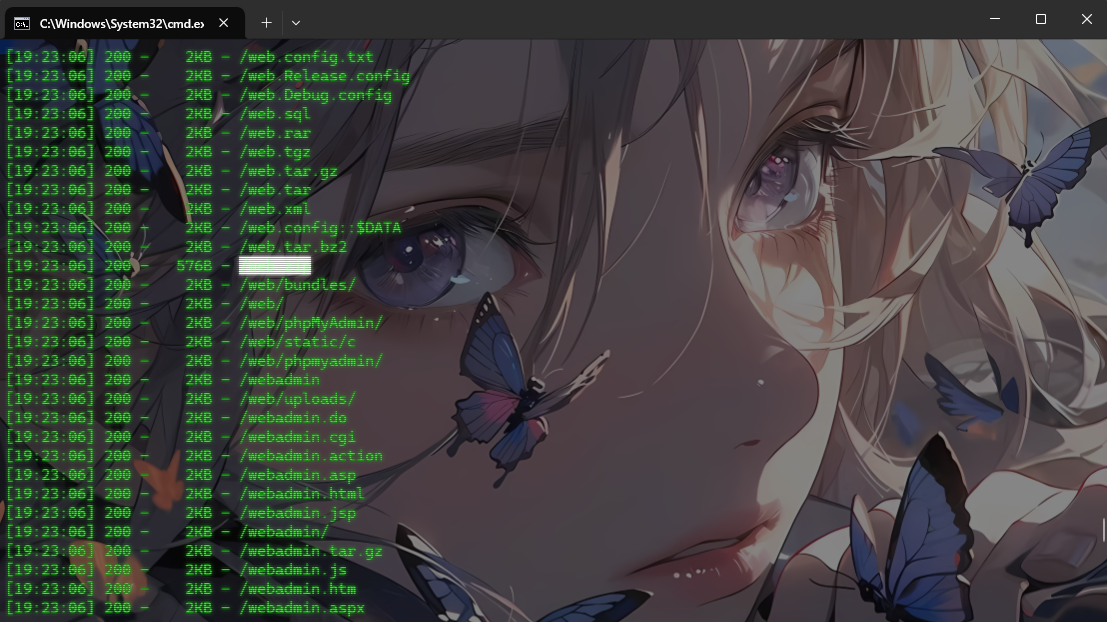 C:\Windows\System32\cmd.ex
[19:23:06] 200 - 2KB - /web.config.txt
[19:23:06] 200 - 2KB - /web.Release.config
[19:23:06] 200 - 2KB - /web.Debug.config
[19:23:06] 200 - 2KB - /web.sql
[19:23:06] 200 - 2KB - /web.rar
[19:23:06] 200 - 2KB - /web.tgz
[19:23:06] 200 - 2KB - /web.tar.gz
[19:23:06] 200 - 2KB - /web.tar
[19:23:06] 200 - 2KB - /web.xml
[19:23:06] 200 - 2KB - /web.config::$DATA
[19:23:06] 200 - 2KB - /web.tar.bz2
[19:23:06] 200 - 576B -
[19:23:06] 200 - 2KB - /web/bundles/
[19:23:06] 200 - 2KB - /web/
[19:23:06] 200 - 2KB - /web/phpMyAdmin/
[19:23:06] 200 - 2KB - /web/static/c
[19:23:06] 200 - 2KB - /web/phpmyadmin/
[19:23:06] 200 - 2KB - /webadmin
[19:23:06] 200 - 2KB - /web/uploads/
[19:23:06] 200 - 2KB - /webadmin.do
[19:23:06] 200 - 2KB - /webadmin.cgi
[19:23:06] 200 - 2KB - /webadmin.action
[19:23:06] 200 - 2KB - /webadmin.asp
[19:23:06] 200 - 2KB - /webadmin.html
[19:23:06] 200 - 2KB - /webadmin.jsp
[19:23:06] 200 - 2KB - /webadmin/
[19:23:06] 200 - 2KB - /webadmin.tar.gz
[19:23:06] 200 - 2KB - /webadmin.js
[19:23:06] 200 - 2KB - /webadmin.htm
[19:23:06] 200 - 2KB - /webadmin.aspx